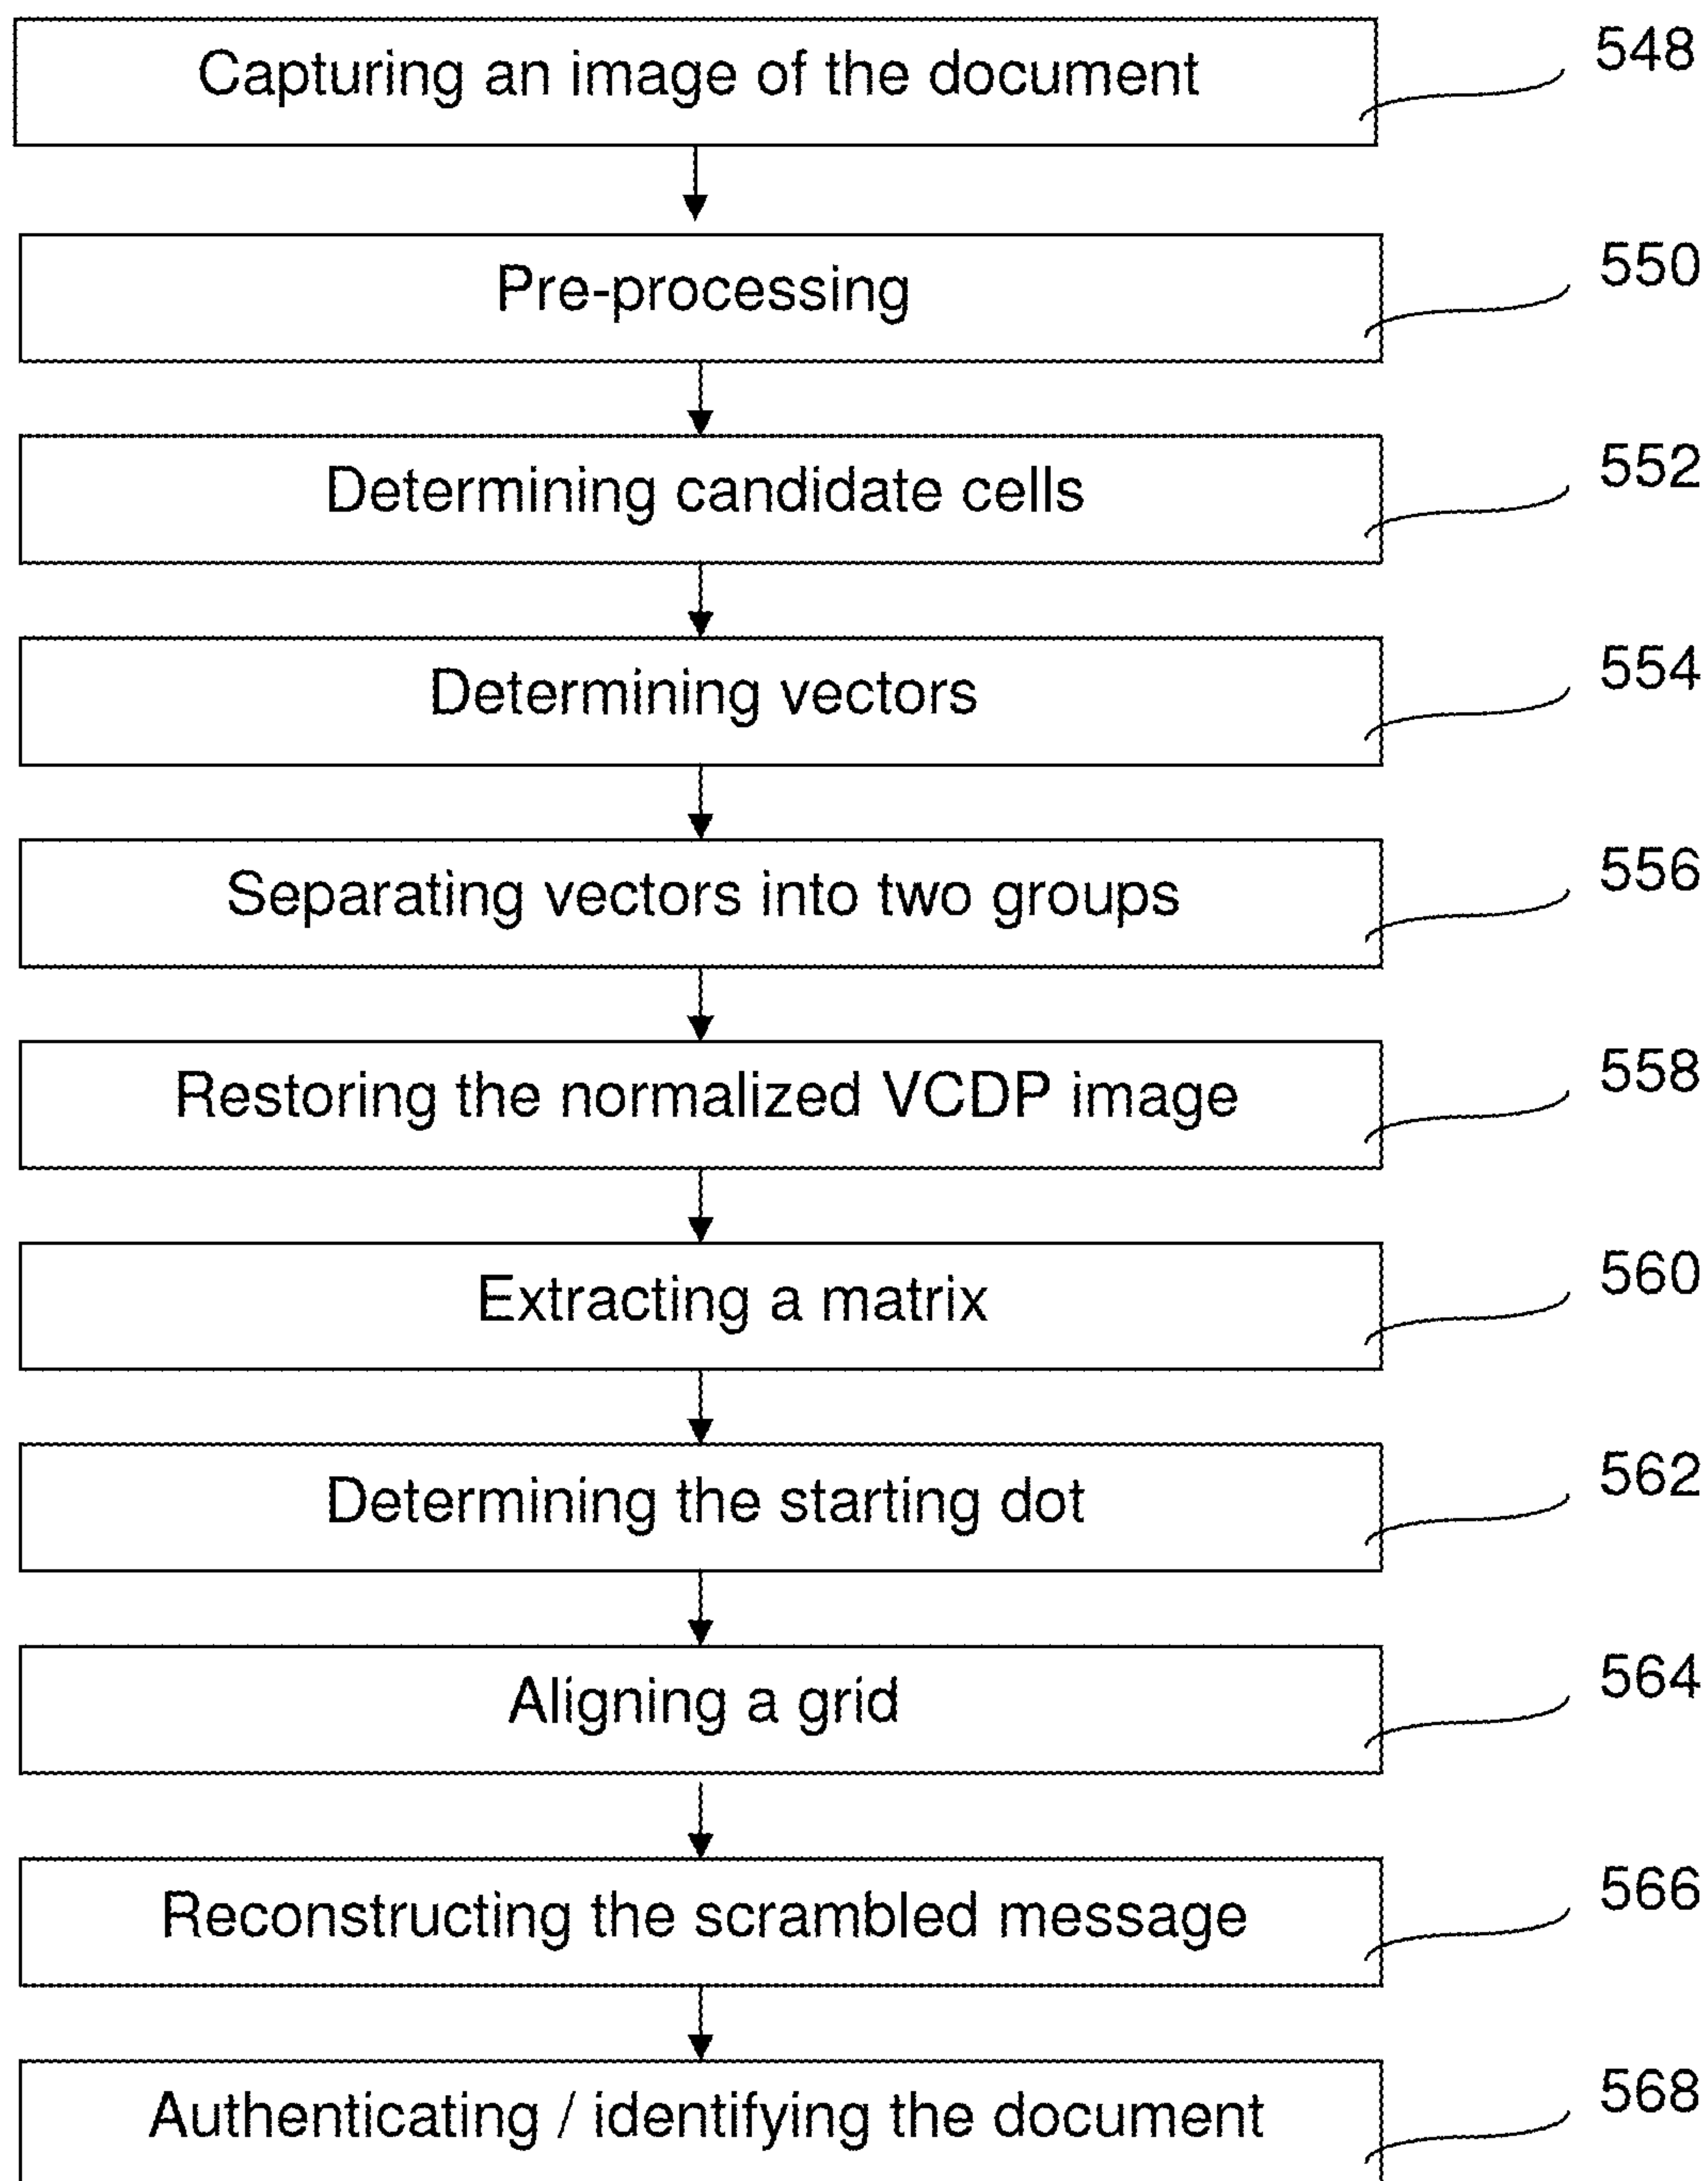 Capturing an image of the document 548
Pre-processing 550
Determining candidate cells 552
Determining vectors 554
Separating vectors into two groups 556
Restoring the normalized VCDP image 558
Extracting a matrix 560
Determining the starting dot 562
Aligning a grid 564
Reconstructing the scrambled message 566
Authenticating / identifying the document 568